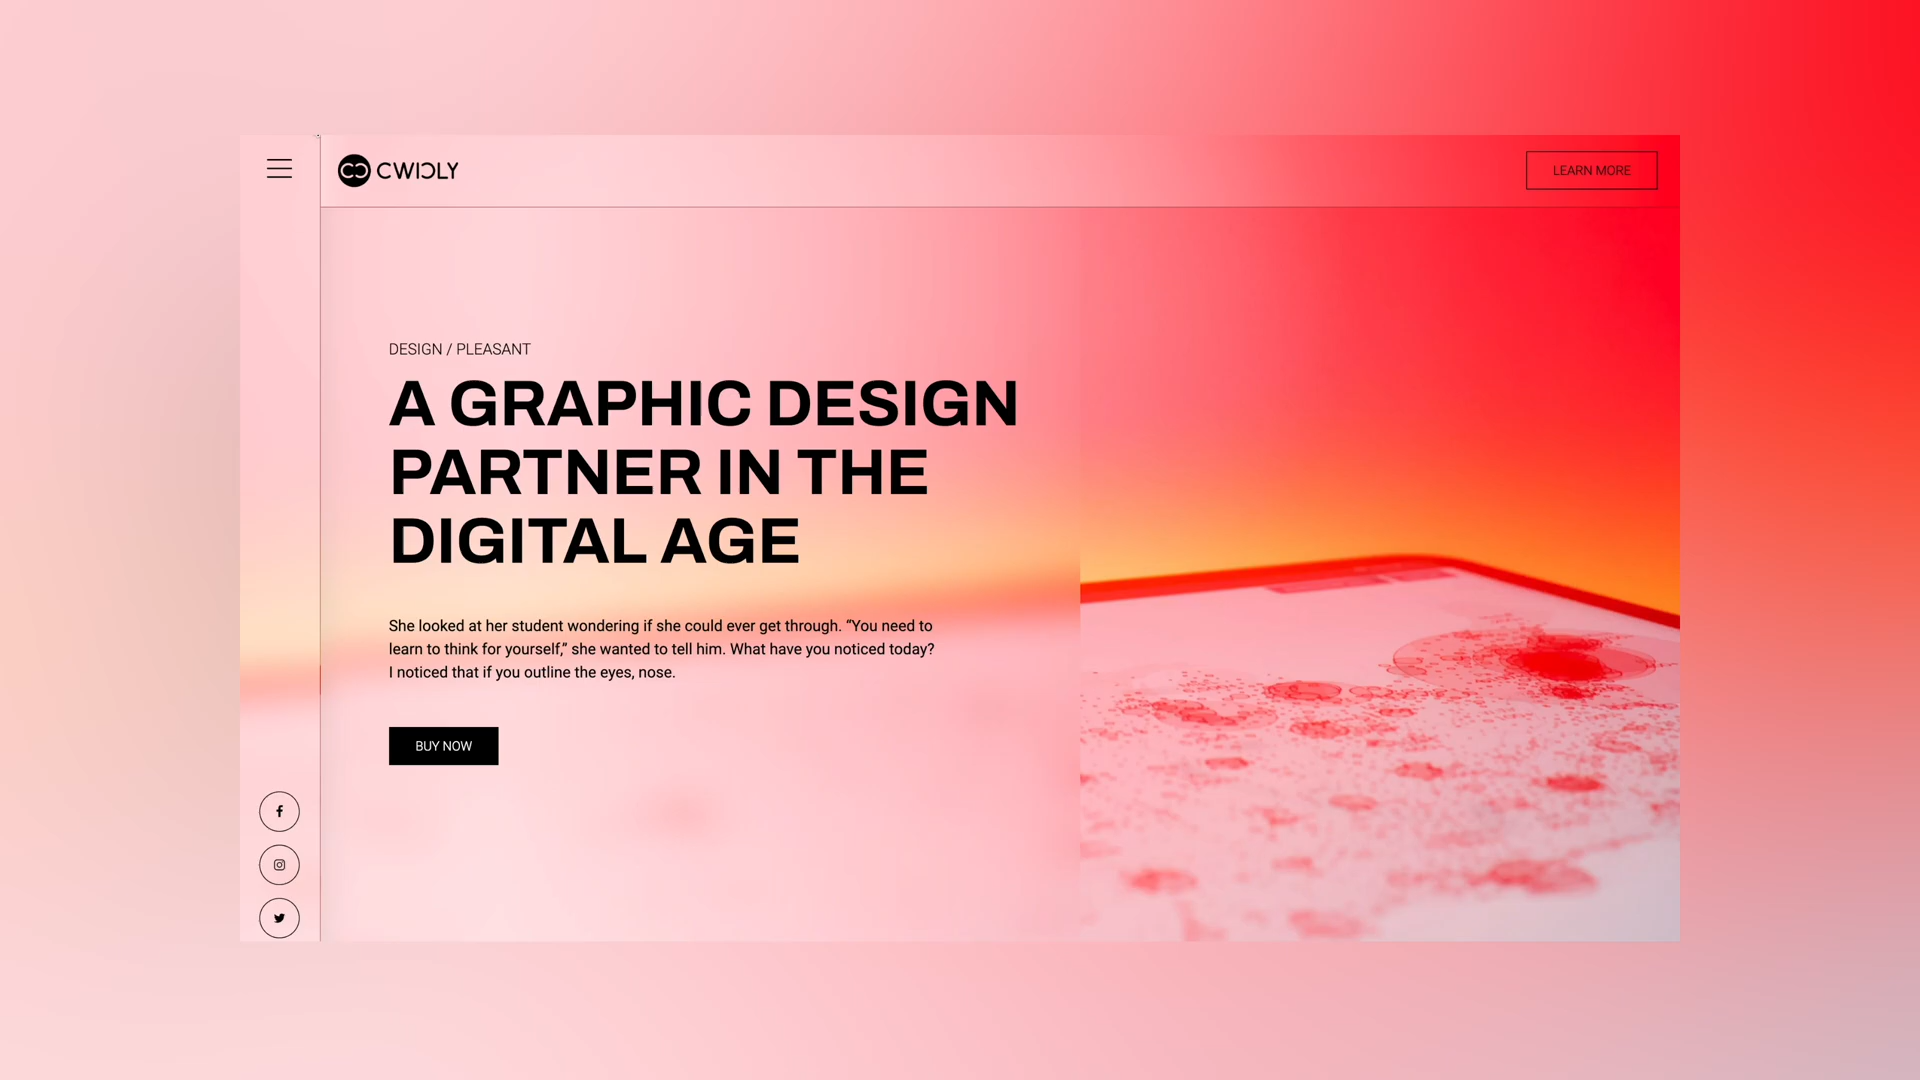 CWICLY
LEARN MORE
DESIGN / PLEASANT
A GRAPHIC DESIGN
PARTNER IN THE
DIGITAL AGE
She looked at her student wondering if she could ever get through. “You need to
learn to think for yourself,” she wanted to tell him. What have you noticed today?
I noticed that if you outline the eyes, nose.
BUY NOW